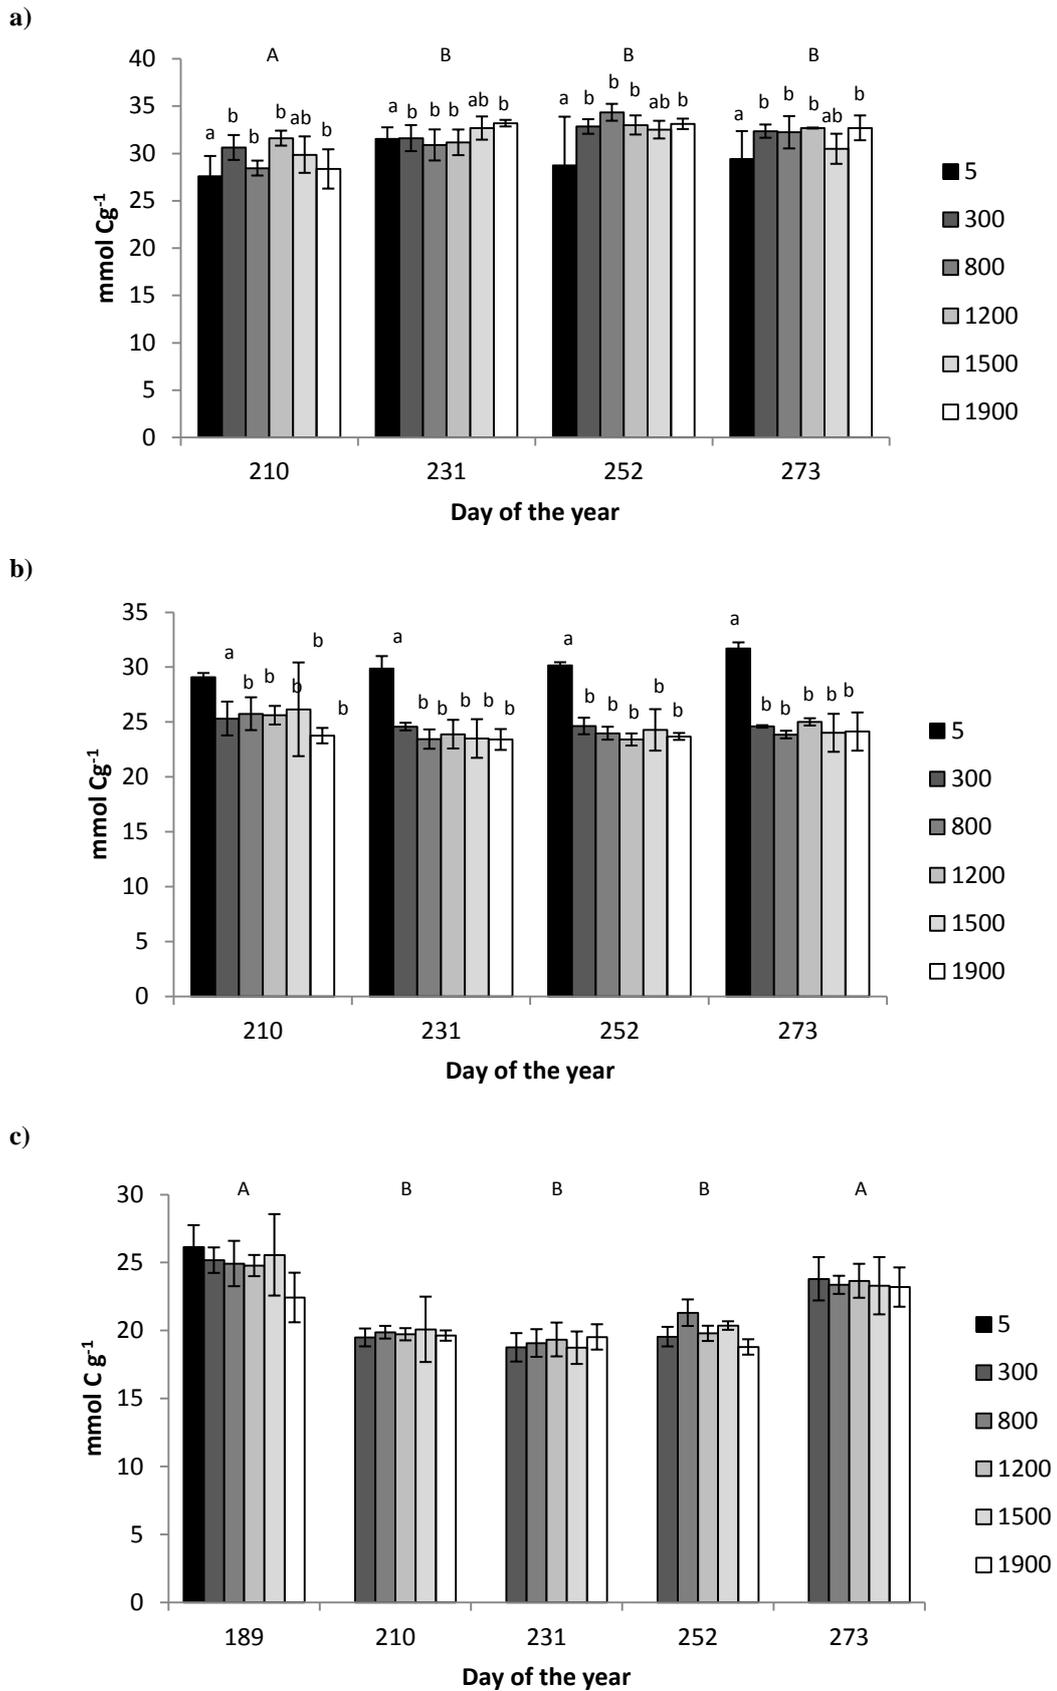 a)
A B B B
40
35
30
25
20
15
10
5
0
mmol Cg-1
a b b b ab b
a b b b ab b
a b b b ab b
a b b b ab b
210 231 252 273
Day of the year
5
300
800
1200
1500
1900
b)
35
30
25
20
15
10
5
0
mmol Cg-1
a b b b b b
a b b b b b
a b b b b b
a b b b b b
210 231 252 273
Day of the year
5
300
800
1200
1500
1900
c)
A B B B A
30
25
20
15
10
5
0
mmol C g-1
189 210 231 252 273
Day of the year
5
300
800
1200
1500
1900